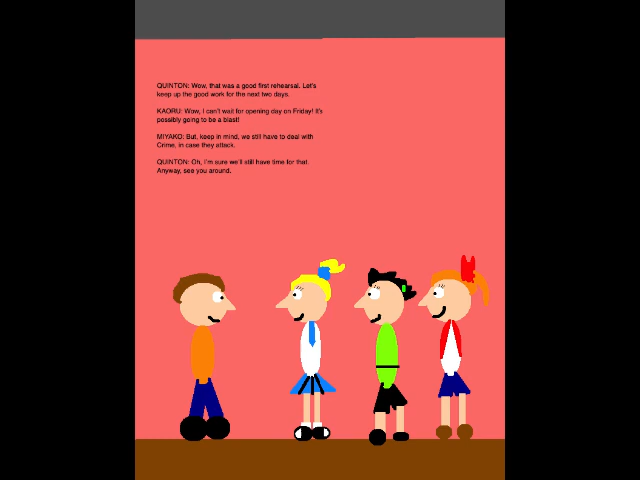 QUINTON: Wow, that was a good first rehearsal. Let's
keep up the good work for the next two days.
KAORU: Wow, I can't wait for opening day on Friday! It's
possibly going to be a blast!
MIYAKO: But, keep in mind, we still have to deal with
Crime, in case they attack.
QUINTON: Oh, I'm sure we'll still have time for that.
Anyway, see you around.